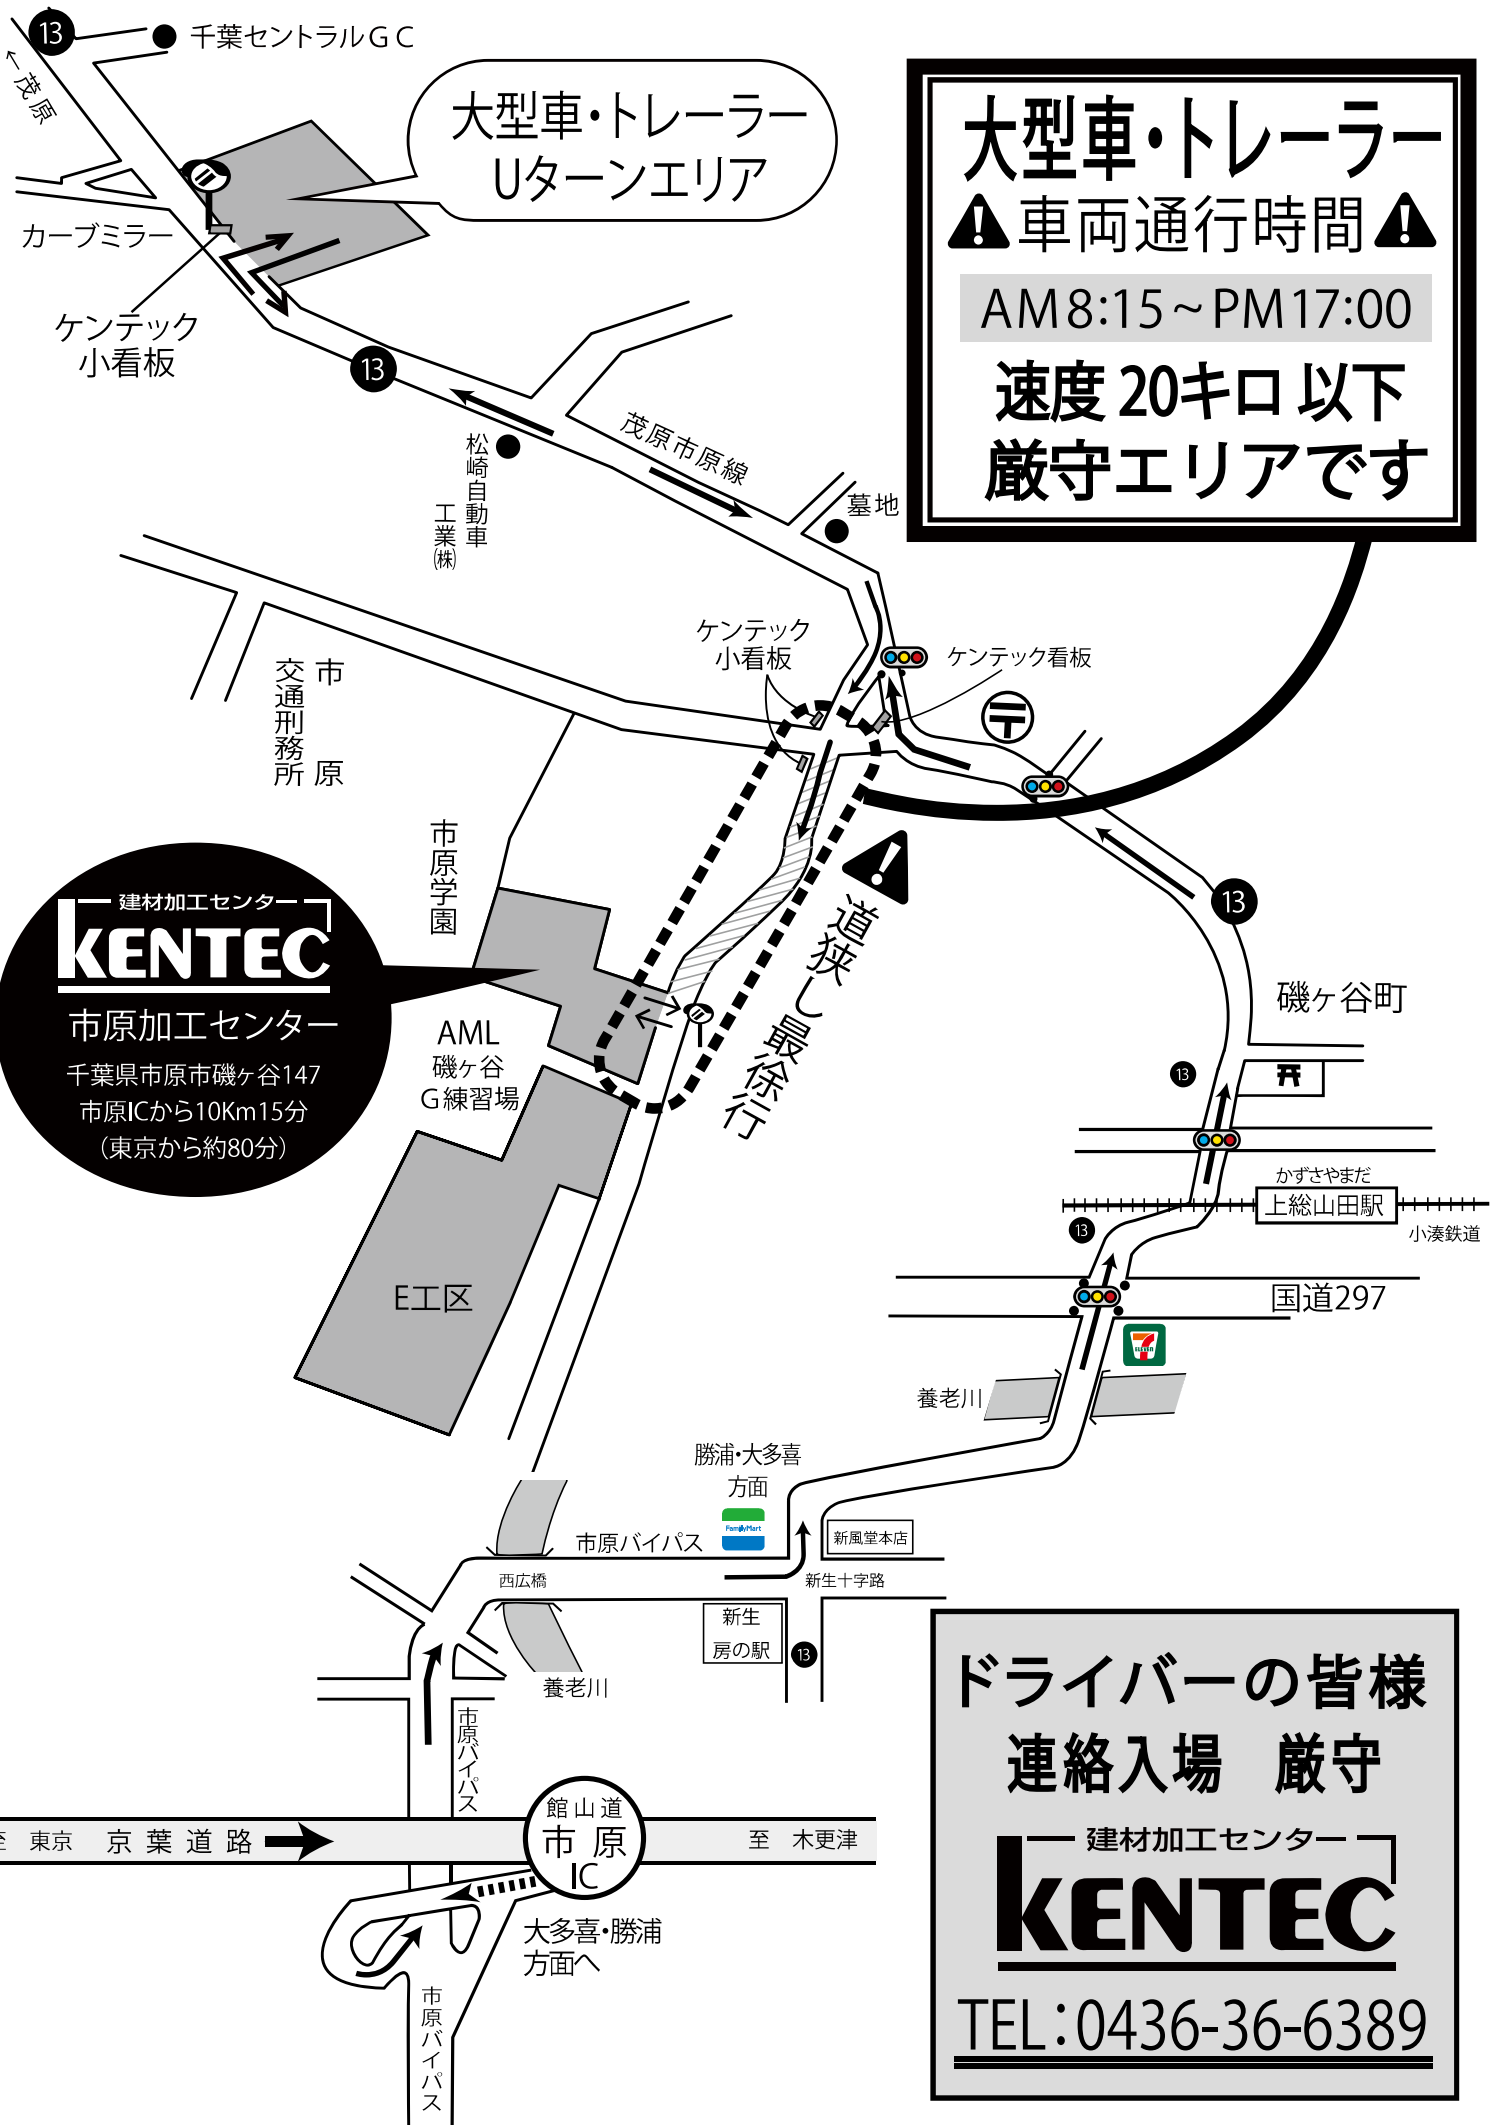 13
千葉セントラルGC
←茂原
大型車・トレーラー
Uターンエリア
カーブミラー
ケンテック
小看板
13
大型車・トレーラー
車両通行時間
AM8:15～PM17:00
速度 20キロ 以下
厳守エリアです
松崎自動車
工業㈱
茂原市原線
墓地
ケンテック
小看板
ケンテック看板
〒
市原
交通刑務所
市原学園
建材加工センター
KENTEC
市原加工センター
千葉県市原市磯ヶ谷147
市原ICから10Km15分
（東京から約80分）
AML
磯ヶ谷
G練習場
道狭し最徐行
13
磯ヶ谷町
13
かずさやまだ
上総山田駅
小湊鉄道
13
E工区
国道297
7
ELEVEN
養老川
勝浦・大多喜
方面
FamilyMart
市原バイパス
新風堂本店
西広橋
新生十字路
新生
房の駅
13
養老川
市原バイパス
至 東京 京葉道路
館山道
市原
IC
至 木更津
大多喜・勝浦
方面へ
市原バイパス
ドライバーの皆様
連絡入場 厳守
建材加工センター
KENTEC
TEL：0436-36-6389